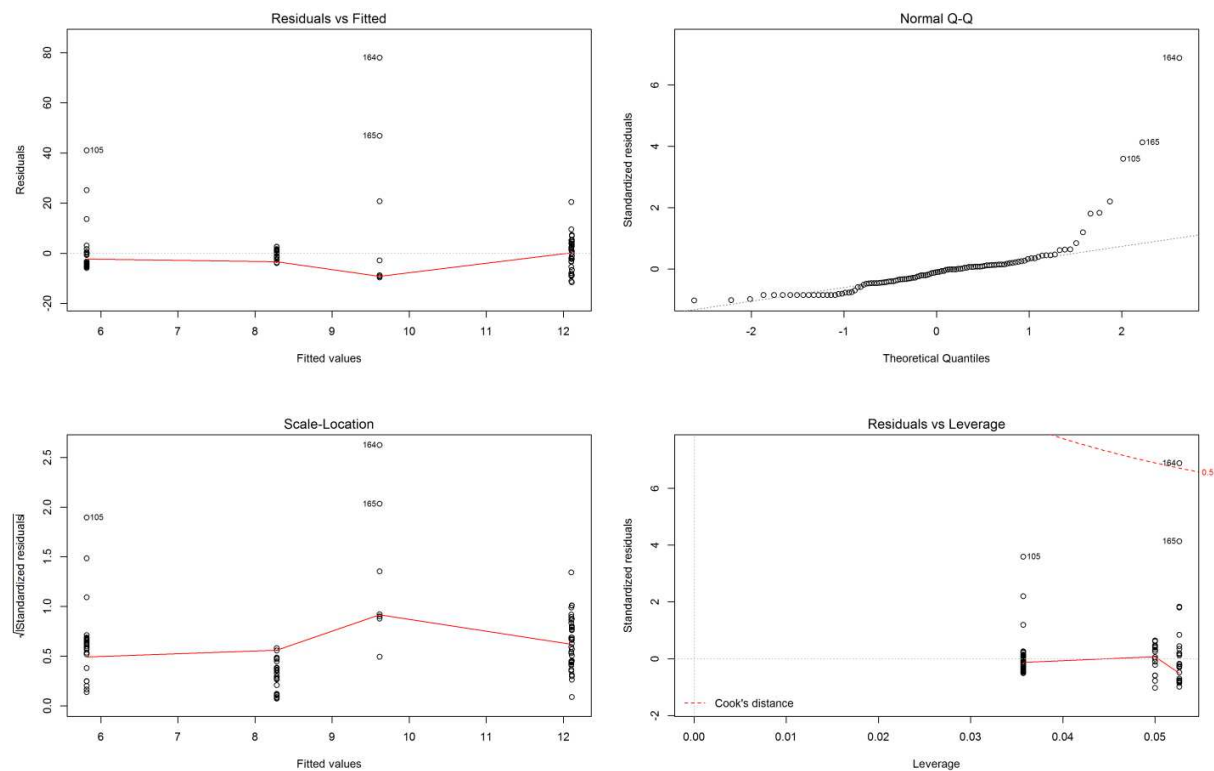 Residuals vs Fitted
Residuals
80
60
40
20
0
-20
164
165
105
6 7 8 9 10 11 12
Fitted values
Normal Q-Q
Standardized residuals
6
4
2
0
164
165
105
-2 -1 0 1 2
Theoretical Quantiles
Scale-Location
√|Standardized residuals|
2.5
2.0
1.5
1.0
0.5
0.0
164
165
105
6 7 8 9 10 11 12
Fitted values
Residuals vs Leverage
Standardized residuals
6
4
2
0
-2
164
0.5
165
105
Cook's distance
0.00 0.01 0.02 0.03 0.04 0.05
Leverage